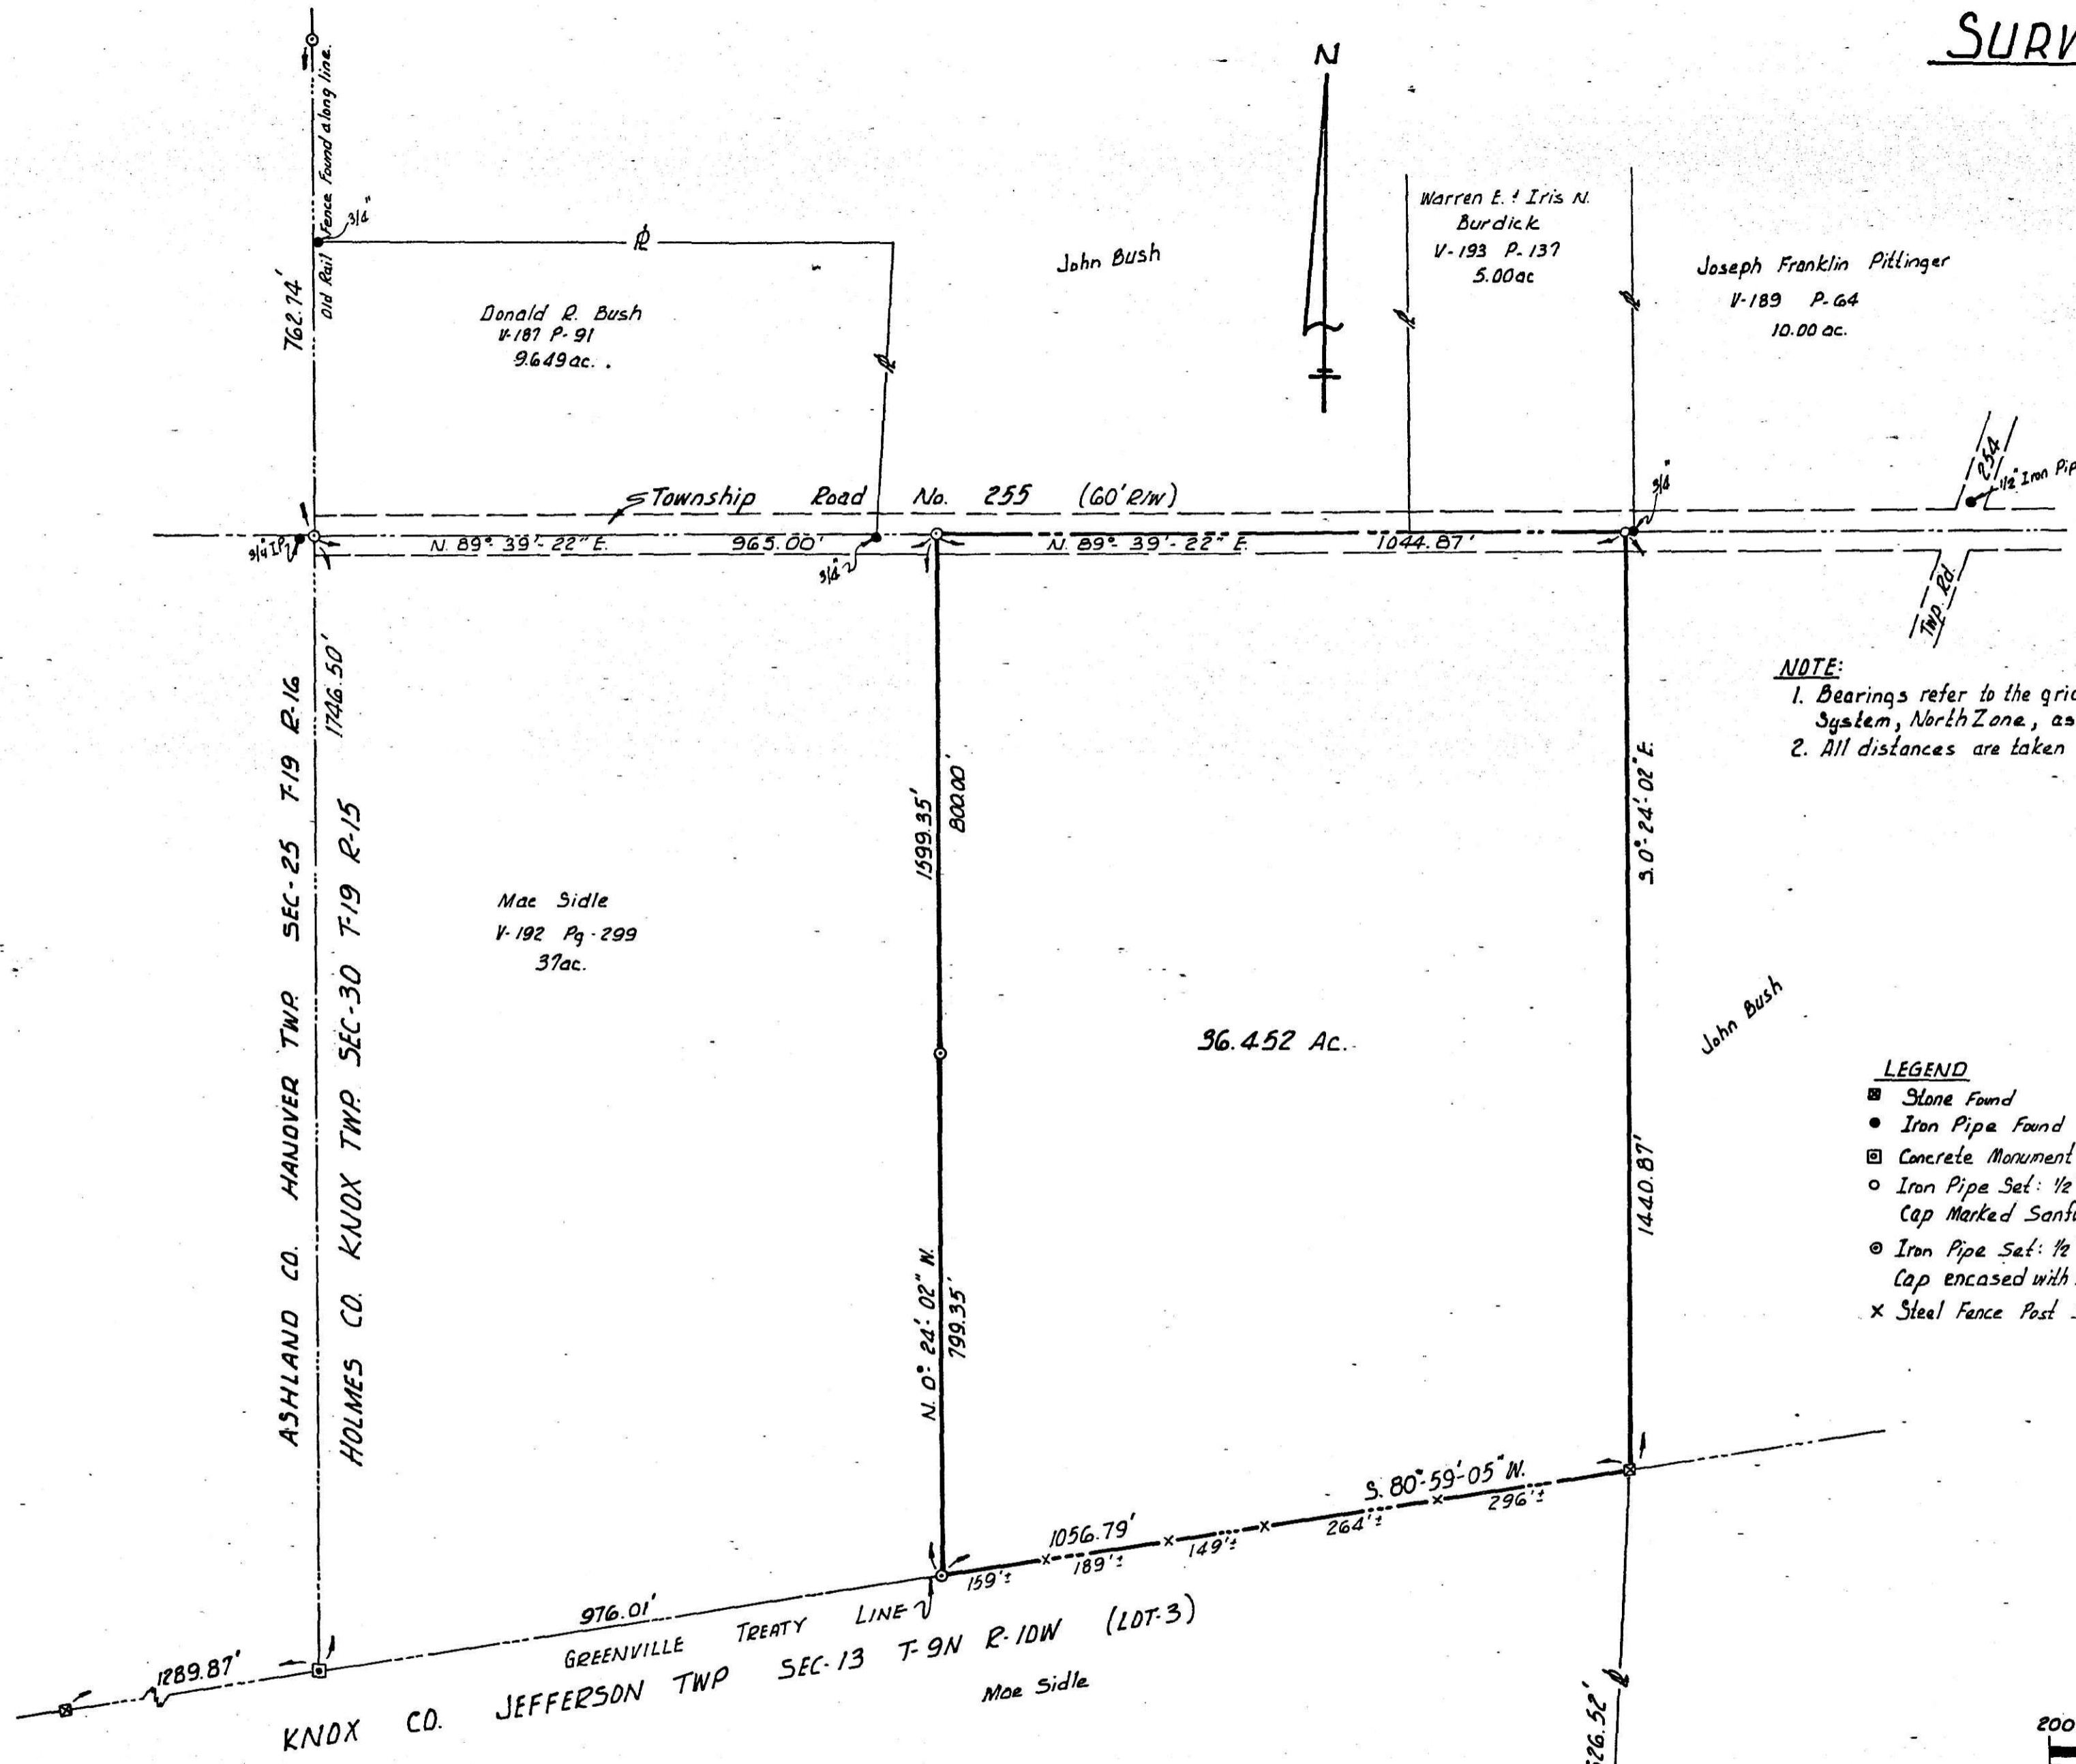 SURV
N
Old Rail Fence Found along line.
3/4"
762.74'
Donald R. Bush
V-187 P-91
9.649 ac.
John Bush
Warren E. & Iris N.
Burdick
V-193 P-137
5.00 ac
Joseph Franklin Pittinger
V-189 P-64
10.00 ac.
254
1/2" Iron Pip
Township Road No. 255 (60' R/W)
3/4"
3/4" I.P.
N. 89°-39'-22" E. 965.00'
3/4"
N. 89°-39'-22" E. 1044.87'
Twp. Rd.
NOTE:
1. Bearings refer to the grid
System, North Zone, as
2. All distances are taken
ASHLAND CO. HANOVER TWP. SEC-25 T-19 R-16
1746.50'
HOLMES CO. KNOX TWP. SEC-30 T-19 R-15
Mae Sidle
V-192 Pg-299
37 ac.
1599.35'
800.00'
S. 0°-24'-02" E.
36.452 Ac.
John Bush
1440.87'
N. 0°-24'-02" W.
799.35'
LEGEND
Stone Found
Iron Pipe Found
Concrete Monument
Iron Pipe Set: 1/2
Cap Marked Sanf
Iron Pipe Set: 1/2
Cap encased with
x Steel Fence Post
S. 80°-59'-05" W.
1056.79'
159'± 189'± 149'± 264'± 296'±
976.01'
1289.87'
GREENVILLE TREATY LINE
KNOX CO. JEFFERSON TWP SEC-13 T-9N R-10W (LOT-3)
Mae Sidle
526.52'
200